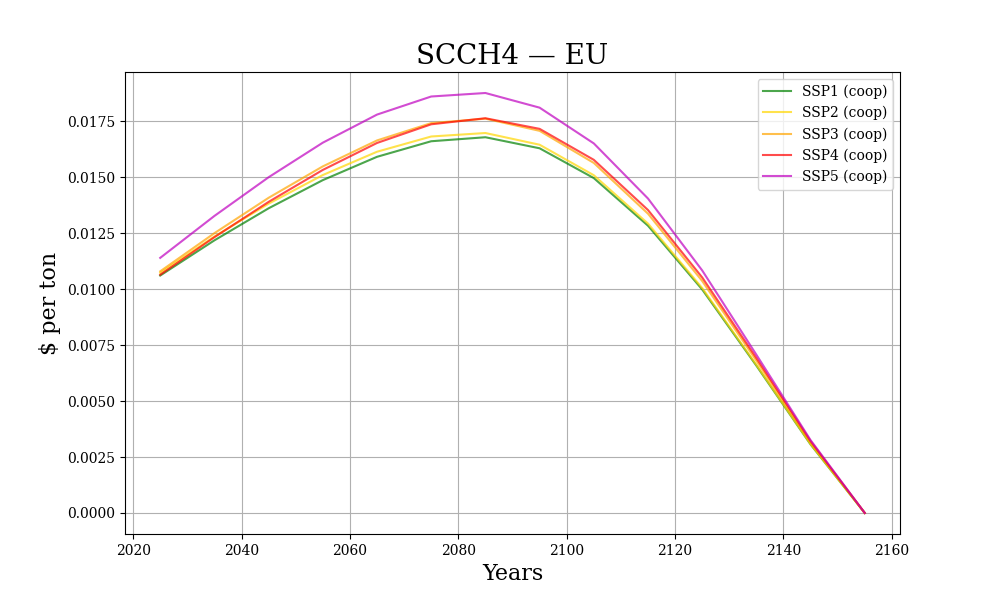 SCCH4 — EU
SSP1 (coop)
SSP2 (coop)
SSP3 (coop)
SSP4 (coop)
SSP5 (coop)
$ per ton
0.0175
0.0150
0.0125
0.0100
0.0075
0.0050
0.0025
0.0000
2020 2040 2060 2080 2100 2120 2140 2160
Years